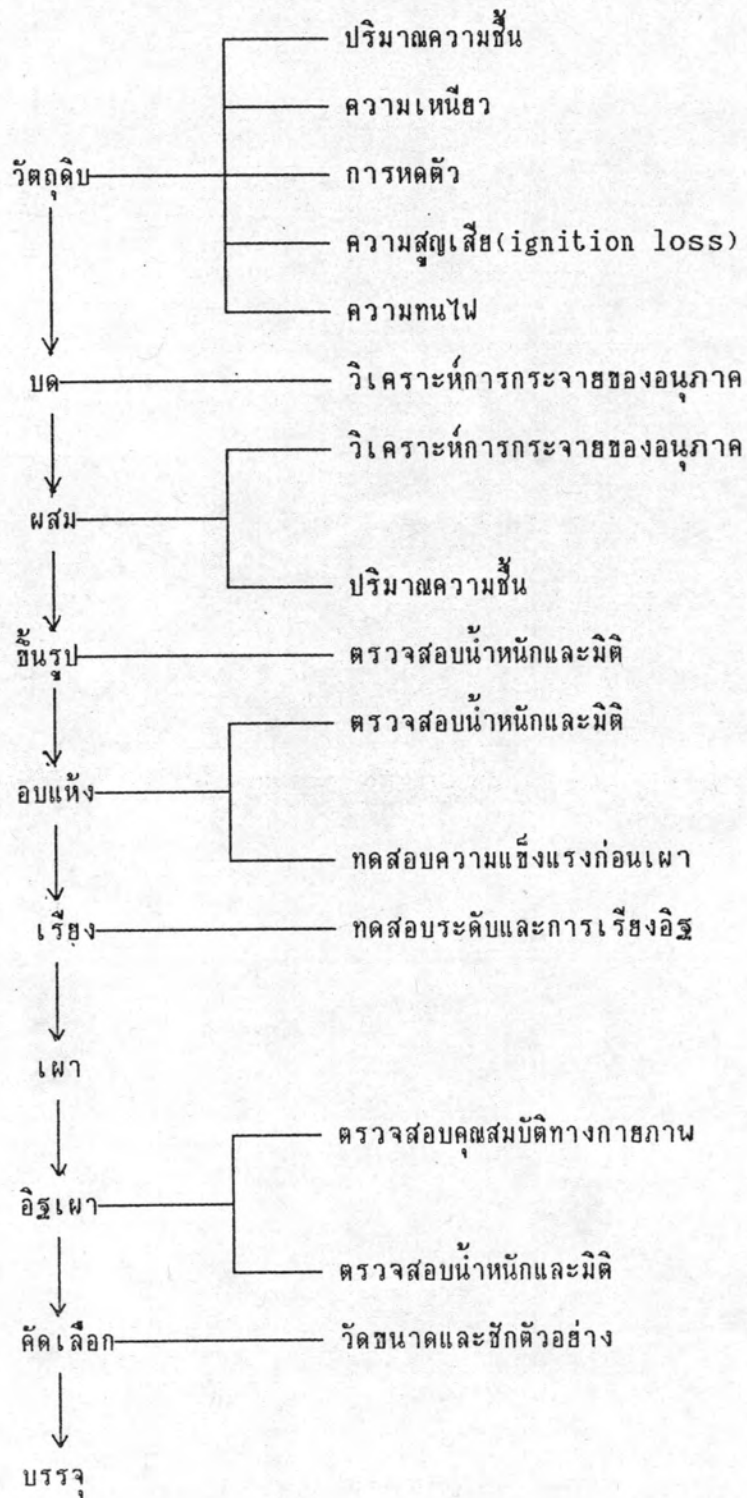 ปริมาณความชื้น
ความเหนียว
วัตถุดิบ
การหดตัว
ความสูญเสีย(ignition loss)
ความทนไฟ
บด
วิเคราะห์การกระจายของอนุภาค
วิเคราะห์การกระจายของอนุภาค
ผสม
ปริมาณความชื้น
ขึ้นรูป
ตรวจสอบน้ำหนักและมิติ
ตรวจสอบน้ำหนักและมิติ
อบแห้ง
ทดสอบความแข็งแรงก่อนเผา
เรียง
ทดสอบระดับและการเรียงอิฐ
เผา
ตรวจสอบคุณสมบัติทางกายภาพ
อิฐเผา
ตรวจสอบน้ำหนักและมิติ
คัดเลือก
วัดขนาดและชักตัวอย่าง
บรรจุ